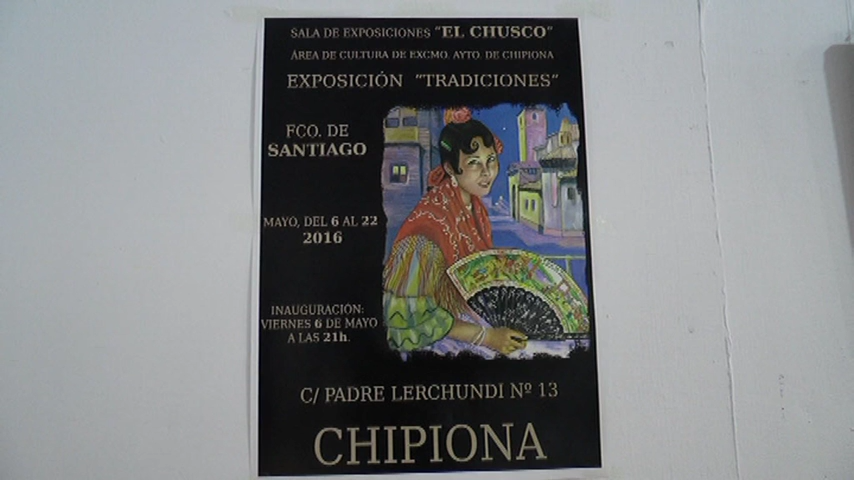 SALA DE EXPOSICIONES "EL CHUSCO"
ÁREA DE CULTURA DE EXCMO. AYTO. DE CHIPIONA
EXPOSICIÓN "TRADICIONES"
FCO. DE
SANTIAGO
MAYO, DEL 6 AL 22
2016
INAUGURACIÓN:
VIERNES 6 DE MAYO
A LAS 21h.
C/ PADRE LERCHUNDI Nº 13
CHIPIONA